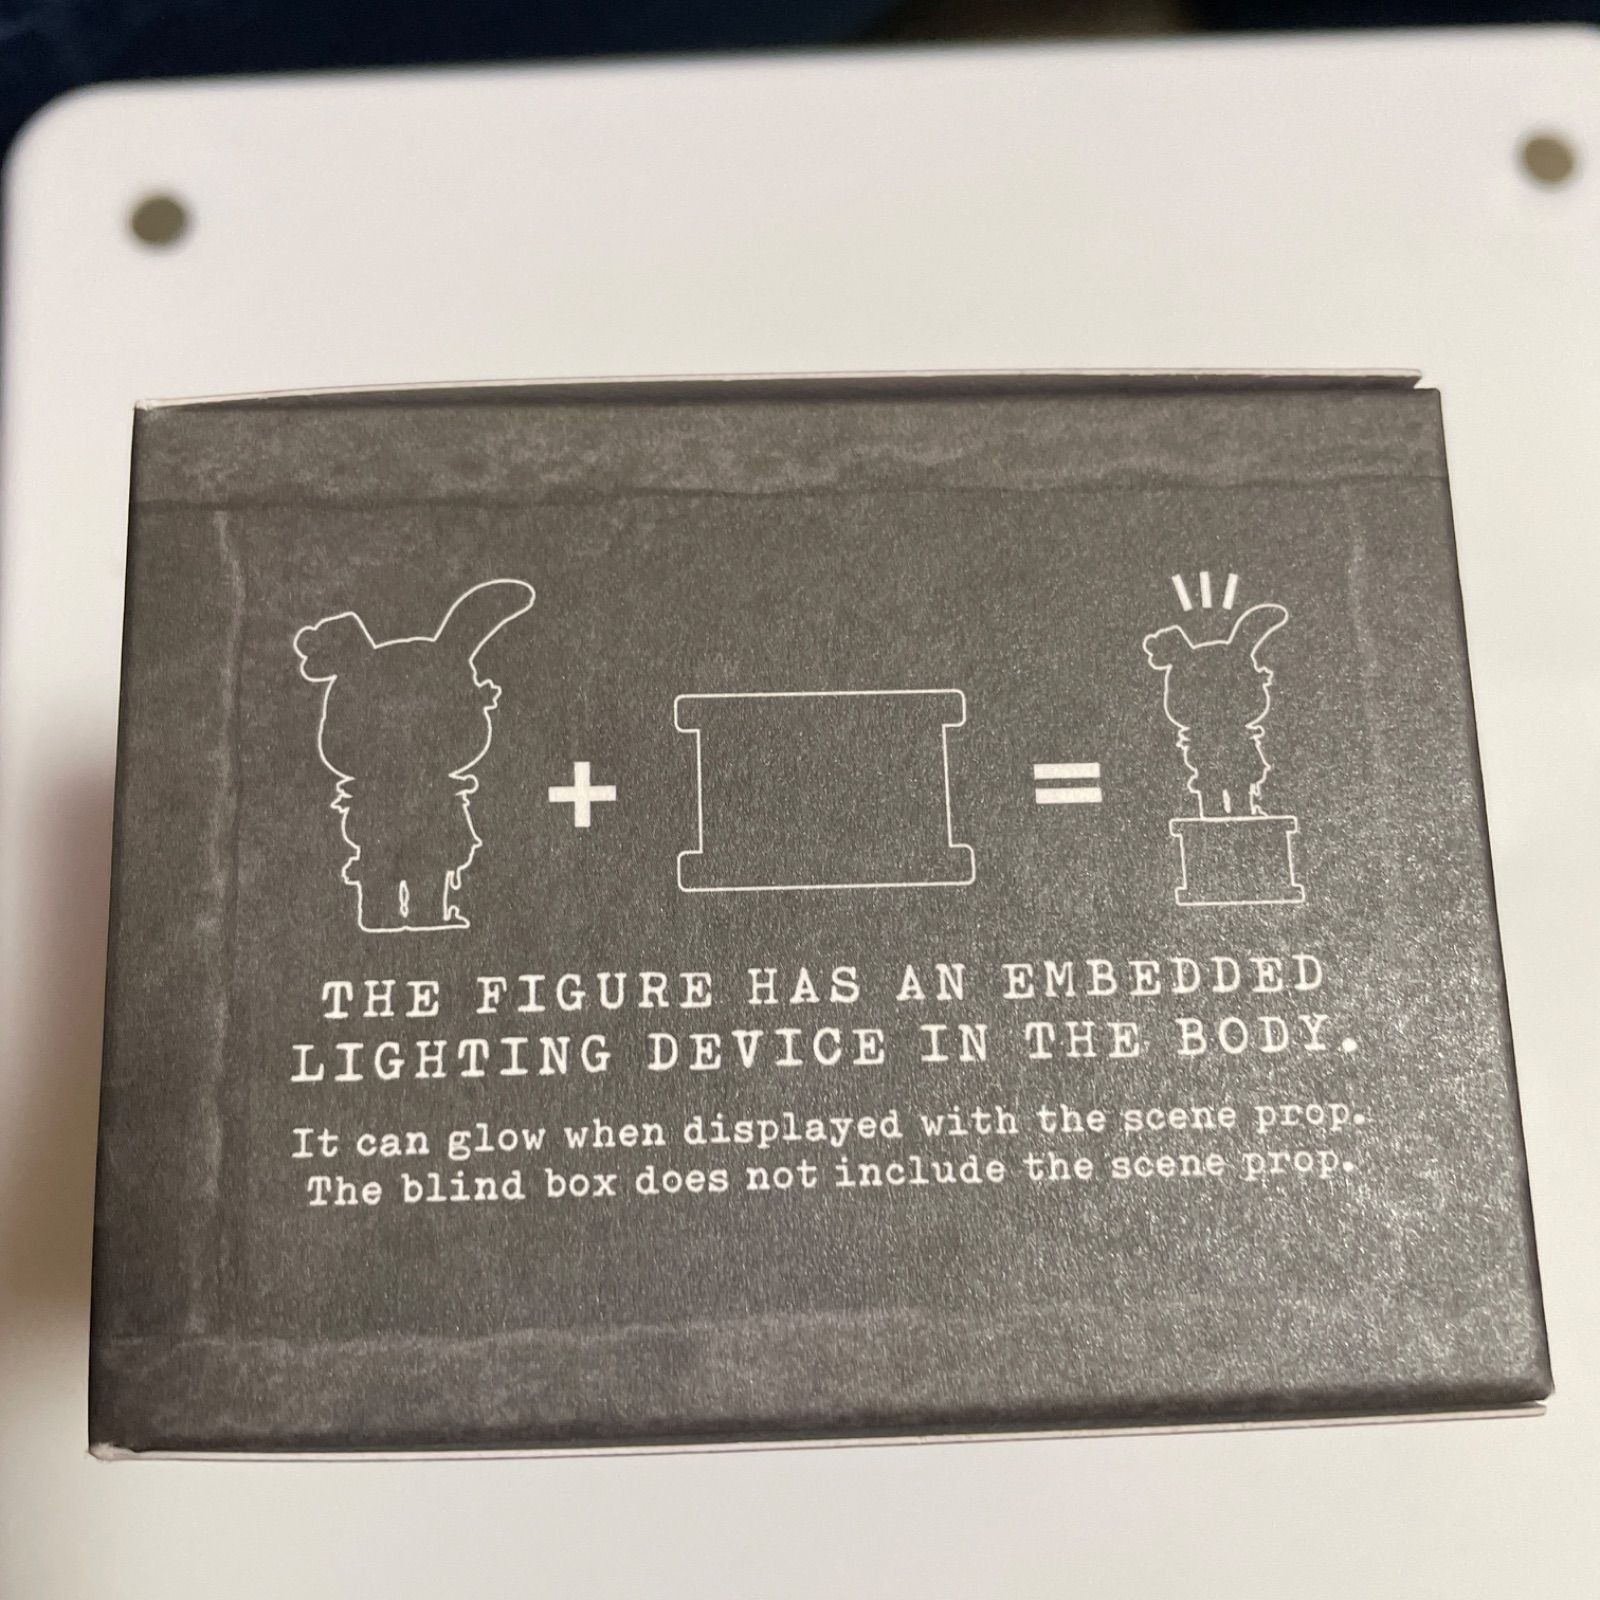 + =
THE FIGURE HAS AN EMBEDDED
LIGHTING DEVICE IN THE BODY.
It can glow when displayed with the scene prop.
The blind box does not include the scene prop.